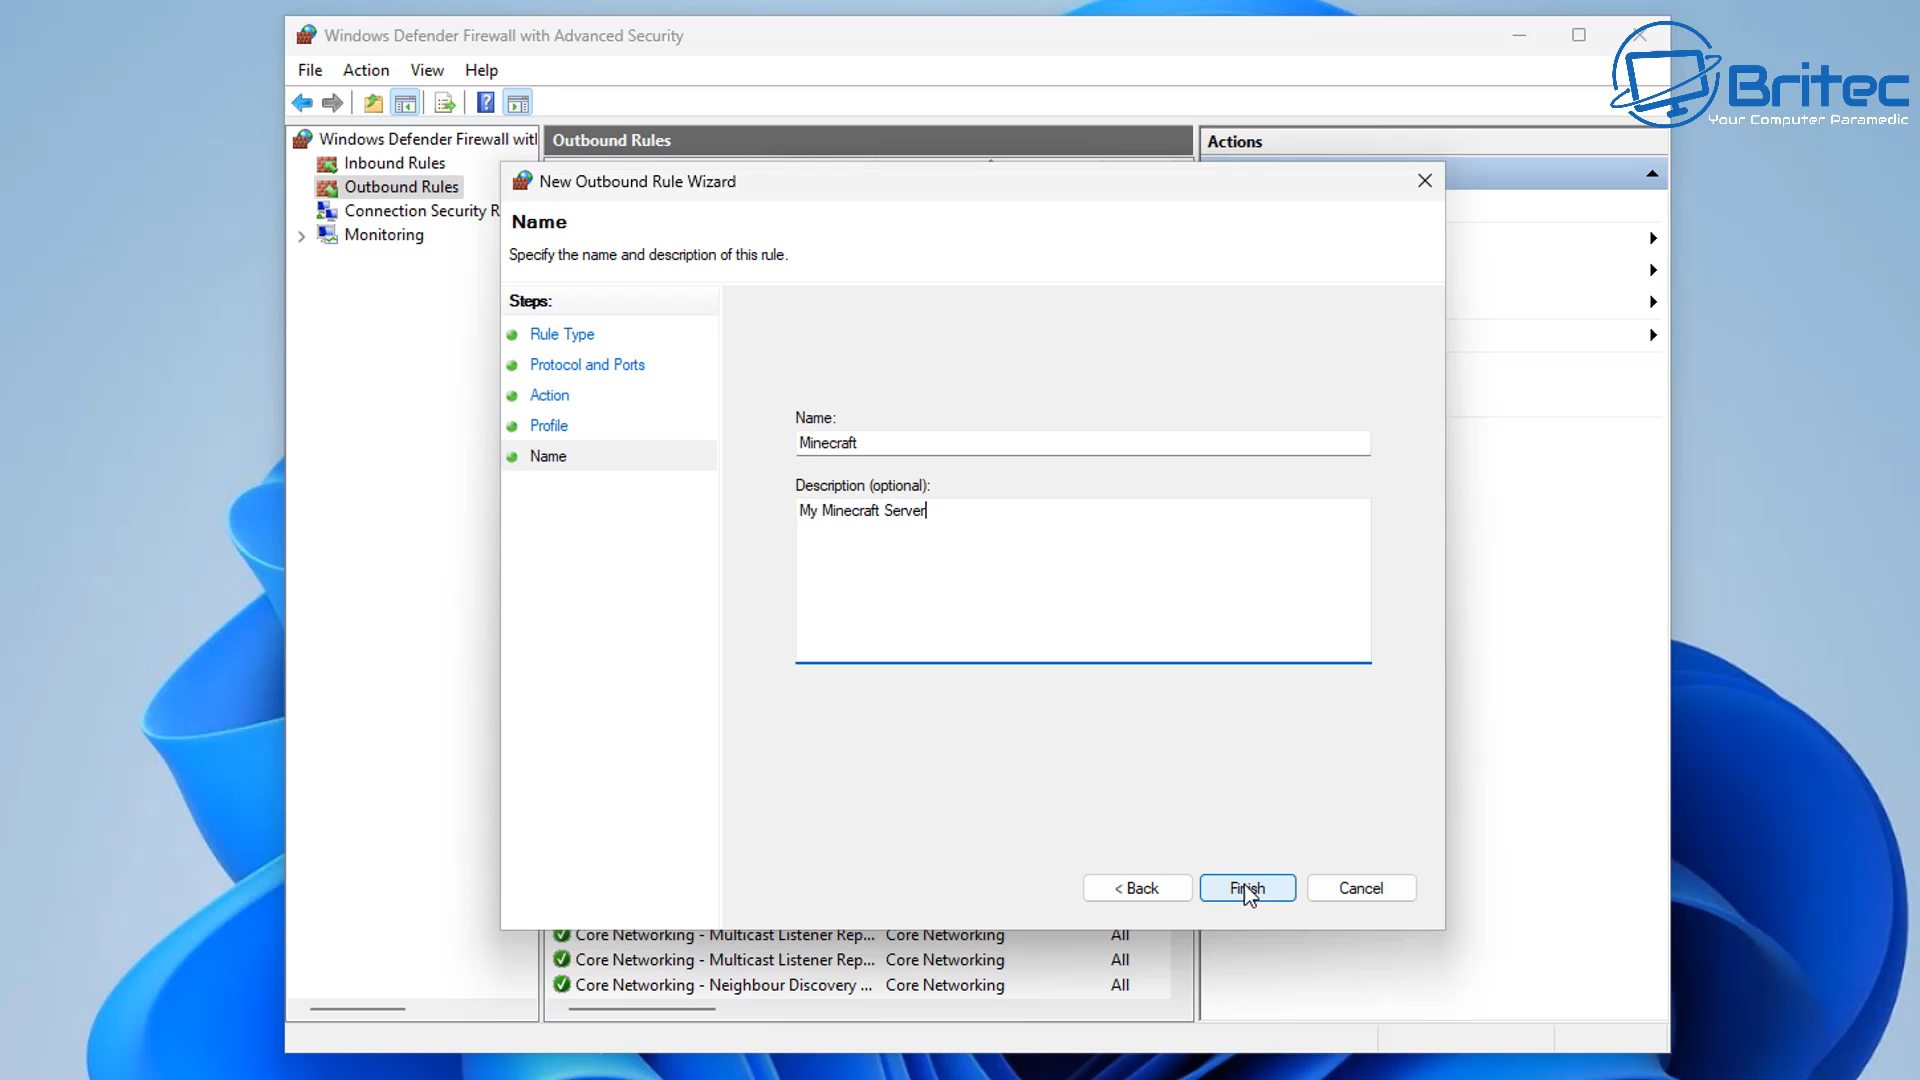 Windows Defender Firewall with Advanced Security
File Action View Help
Britec
Your Computer Paramedic
Windows Defender Firewall with
Inbound Rules
Outbound Rules
Connection Security R
Monitoring
Outbound Rules
Actions
New Outbound Rule Wizard
Name
Specify the name and description of this rule.
Steps:
Rule Type
Protocol and Ports
Action
Profile
Name
Name:
Minecraft
Description (optional):
My Minecraft Server
< Back Finish Cancel
Core Networking - Multicast Listener Rep... Core Networking All
Core Networking - Multicast Listener Rep... Core Networking All
Core Networking - Neighbour Discovery ... Core Networking All